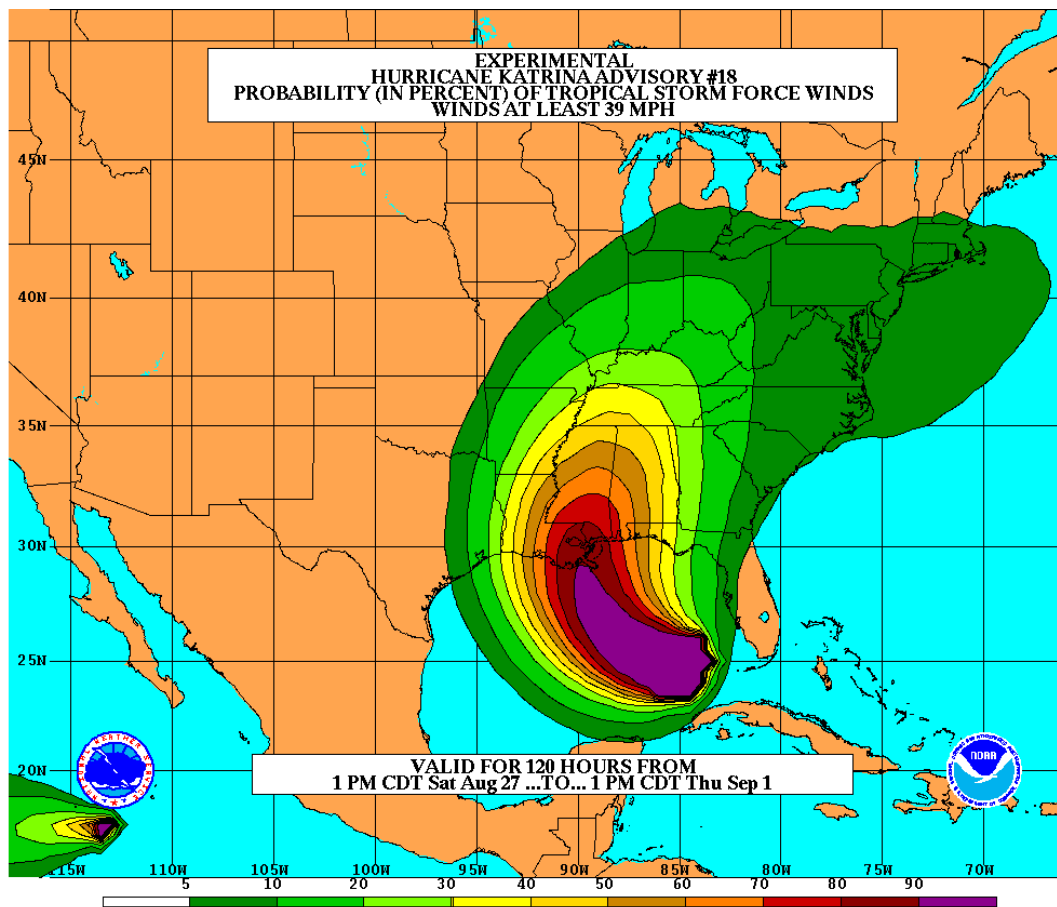 EXPERIMENTAL
HURRICANE KATRINA ADVISORY #18
PROBABILITY (IN PERCENT) OF TROPICAL STORM FORCE WINDS
WINDS AT LEAST 39 MPH
45N
40N
35N
30N
25N
20N
NATIONAL WEATHER SERVICE
NOAA
VALID FOR 120 HOURS FROM
1 PM CDT Sat Aug 27 ...TO... 1 PM CDT Thu Sep 1
115W 110W 105W 100W 95W 90W 85W 80W 75W 70W
5 10 20 30 40 50 60 70 80 90